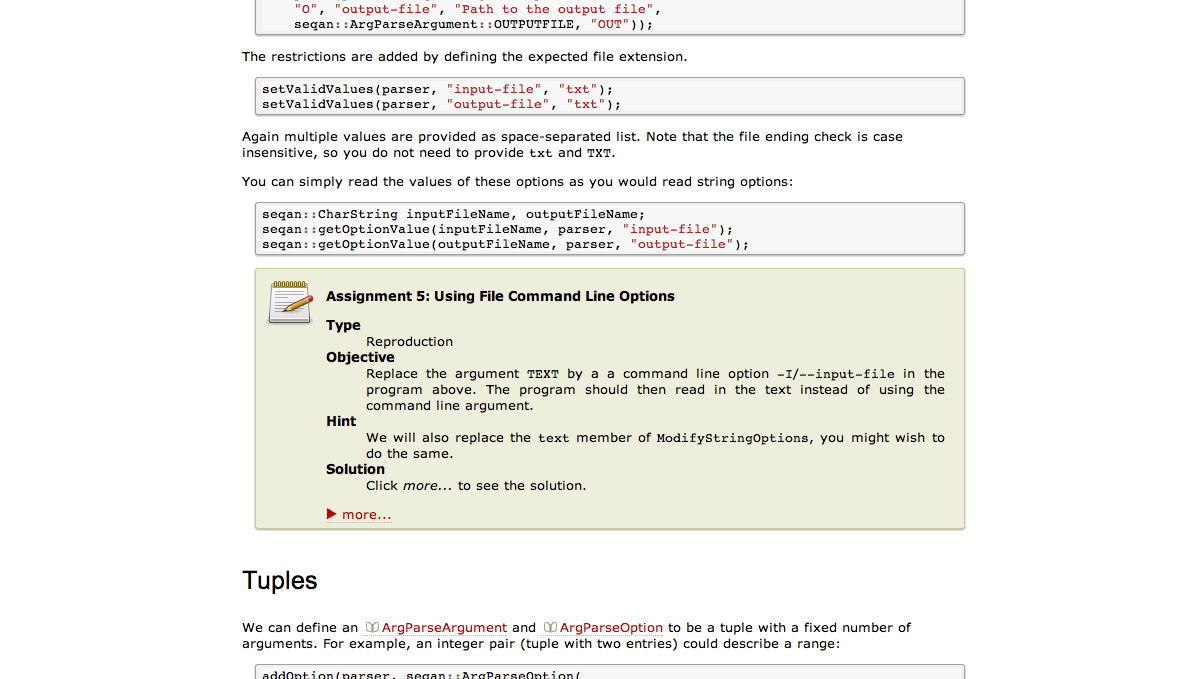 "O", "output-file", "Path to the output file",
seqan::ArgParseArgument::OUTPUTFILE, "OUT"));
The restrictions are added by defining the expected file extension.
setValidValues(parser, "input-file", "txt");
setValidValues(parser, "output-file", "txt");
Again multiple values are provided as space-separated list. Note that the file ending check is case
insensitive, so you do not need to provide txt and TXT.
You can simply read the values of these options as you would read string options:
seqan::CharString inputFileName, outputFileName;
seqan::getOptionValue(inputFileName, parser, "input-file");
seqan::getOptionValue(outputFileName, parser, "output-file");
Assignment 5: Using File Command Line Options
Type
Reproduction
Objective
Replace the argument TEXT by a a command line option -I/--input-file in the
program above. The program should then read in the text instead of using the
command line argument.
Hint
We will also replace the text member of ModifyStringOptions, you might wish to
do the same.
Solution
Click more... to see the solution.
more...
Tuples
We can define an ArgParseArgument and ArgParseOption to be a tuple with a fixed number of
arguments. For example, an integer pair (tuple with two entries) could describe a range:
addOption(parser, seqan::ArgParseOption(